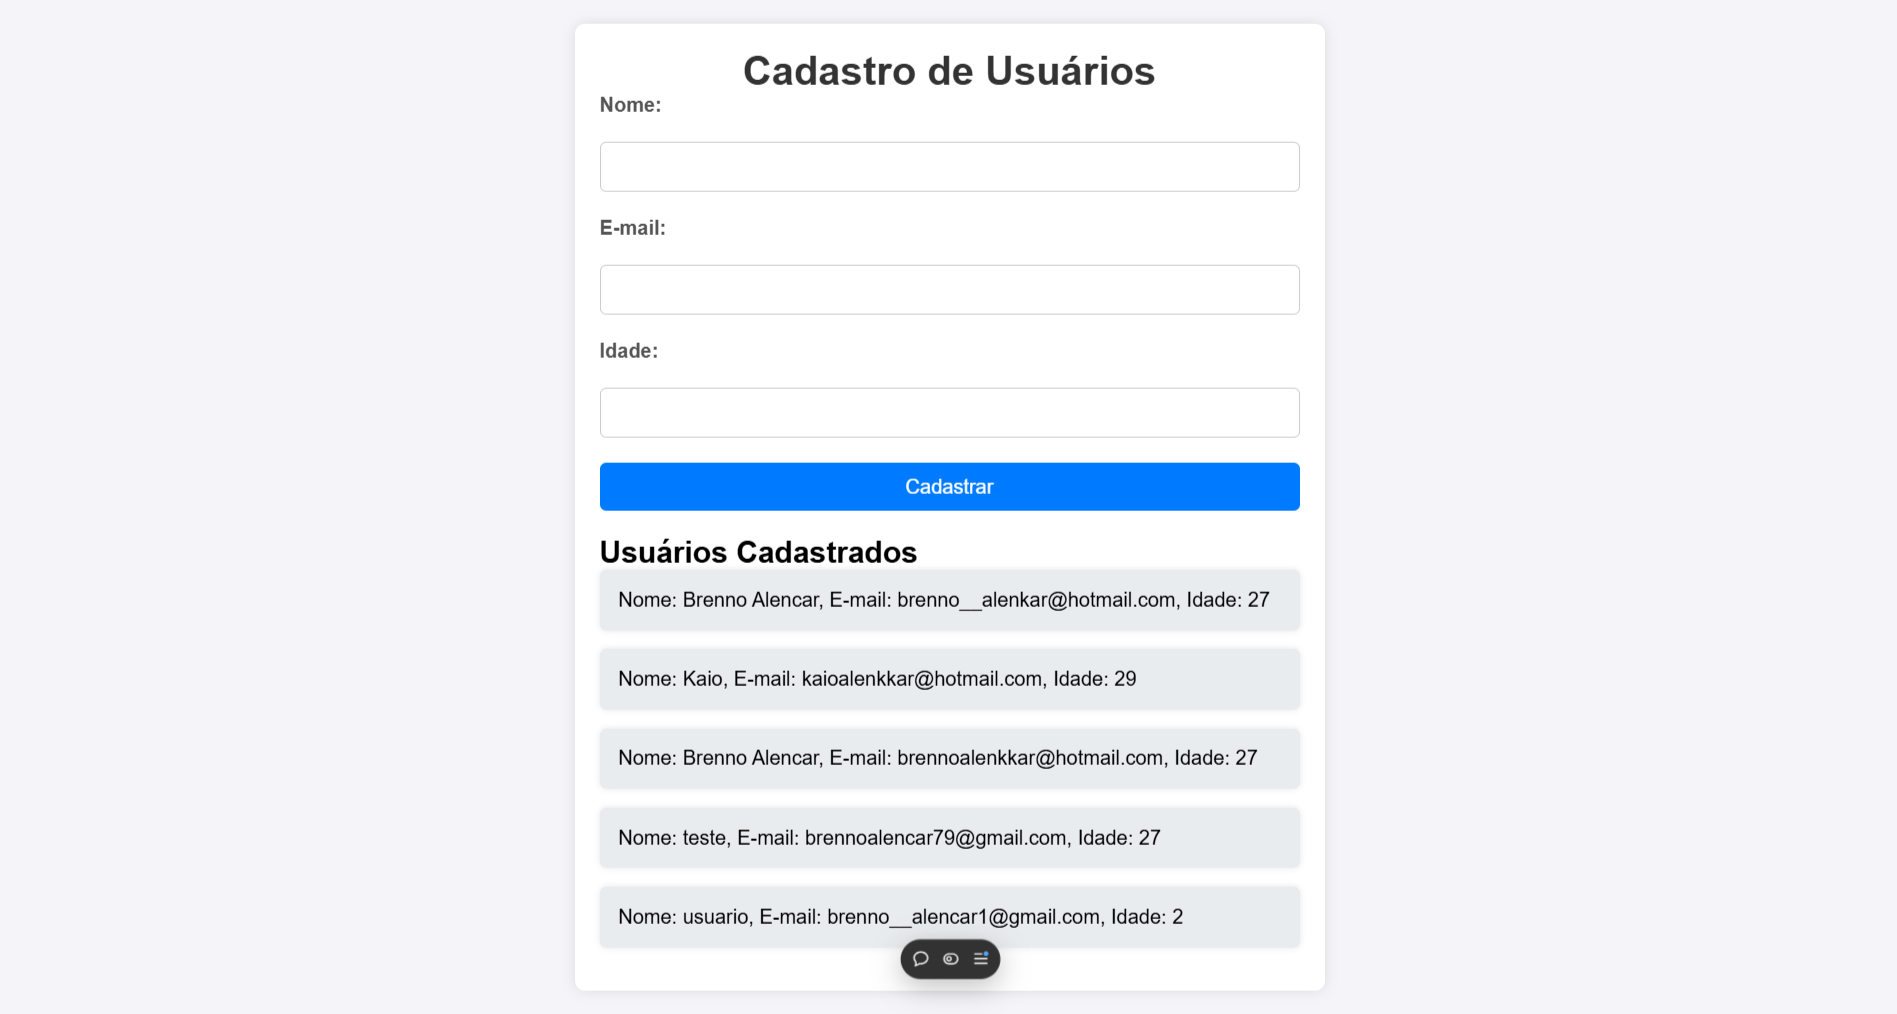 Cadastro de Usuários
Nome:
E-mail:
Idade:
Cadastrar
Usuários Cadastrados
Nome: Brenno Alencar, E-mail: brenno__alenkar@hotmail.com, Idade: 27
Nome: Kaio, E-mail: kaioalenkkar@hotmail.com, Idade: 29
Nome: Brenno Alencar, E-mail: brennoalenkkar@hotmail.com, Idade: 27
Nome: teste, E-mail: brennoalencar79@gmail.com, Idade: 27
Nome: usuario, E-mail: brenno__alencar1@gmail.com, Idade: 2